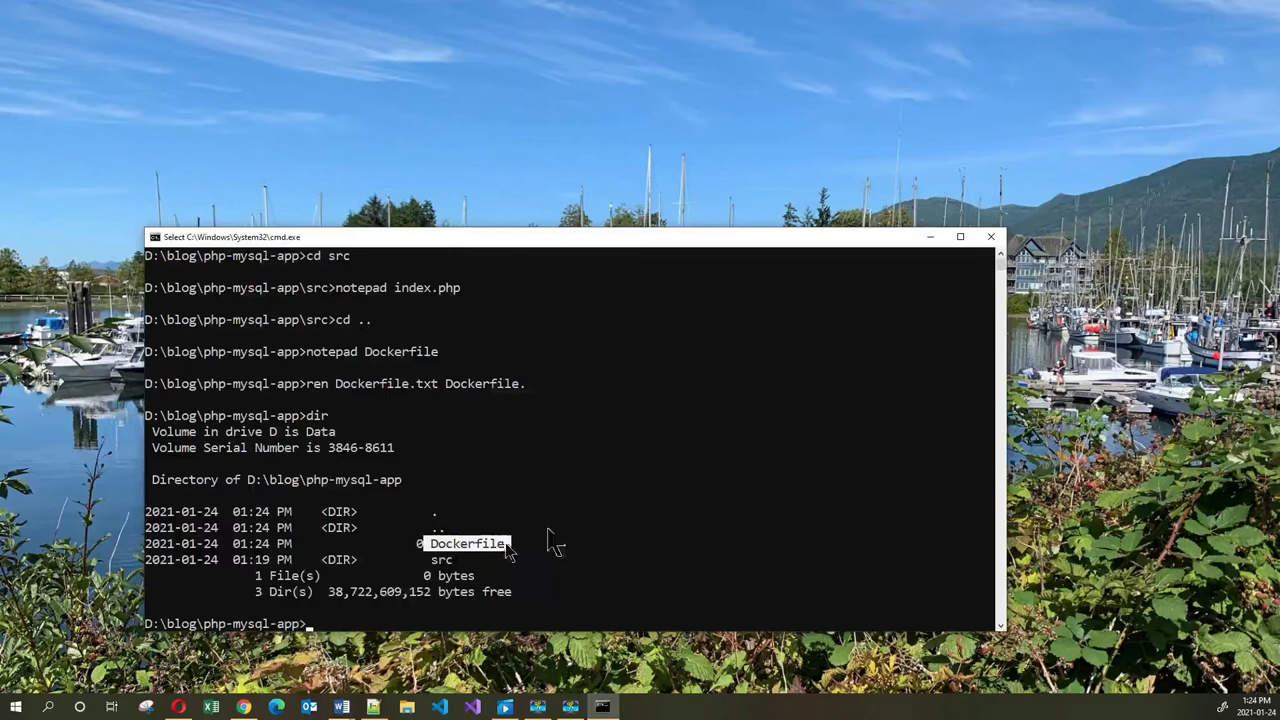 Select C:\Windows\System32\cmd.exe
D:\blog\php-mysql-app>cd src
D:\blog\php-mysql-app\src>notepad index.php
D:\blog\php-mysql-app\src>cd ..
D:\blog\php-mysql-app>notepad Dockerfile
D:\blog\php-mysql-app>ren Dockerfile.txt Dockerfile.
D:\blog\php-mysql-app>dir
Volume in drive D is Data
Volume Serial Number is 3846-8611
Directory of D:\blog\php-mysql-app
2021-01-24 01:24 PM <DIR> .
2021-01-24 01:24 PM <DIR> ..
2021-01-24 01:24 PM 0 Dockerfile
2021-01-24 01:19 PM <DIR> src
1 File(s) 0 bytes
3 Dir(s) 38,722,609,152 bytes free
D:\blog\php-mysql-app>
1:24 PM
2021-01-24